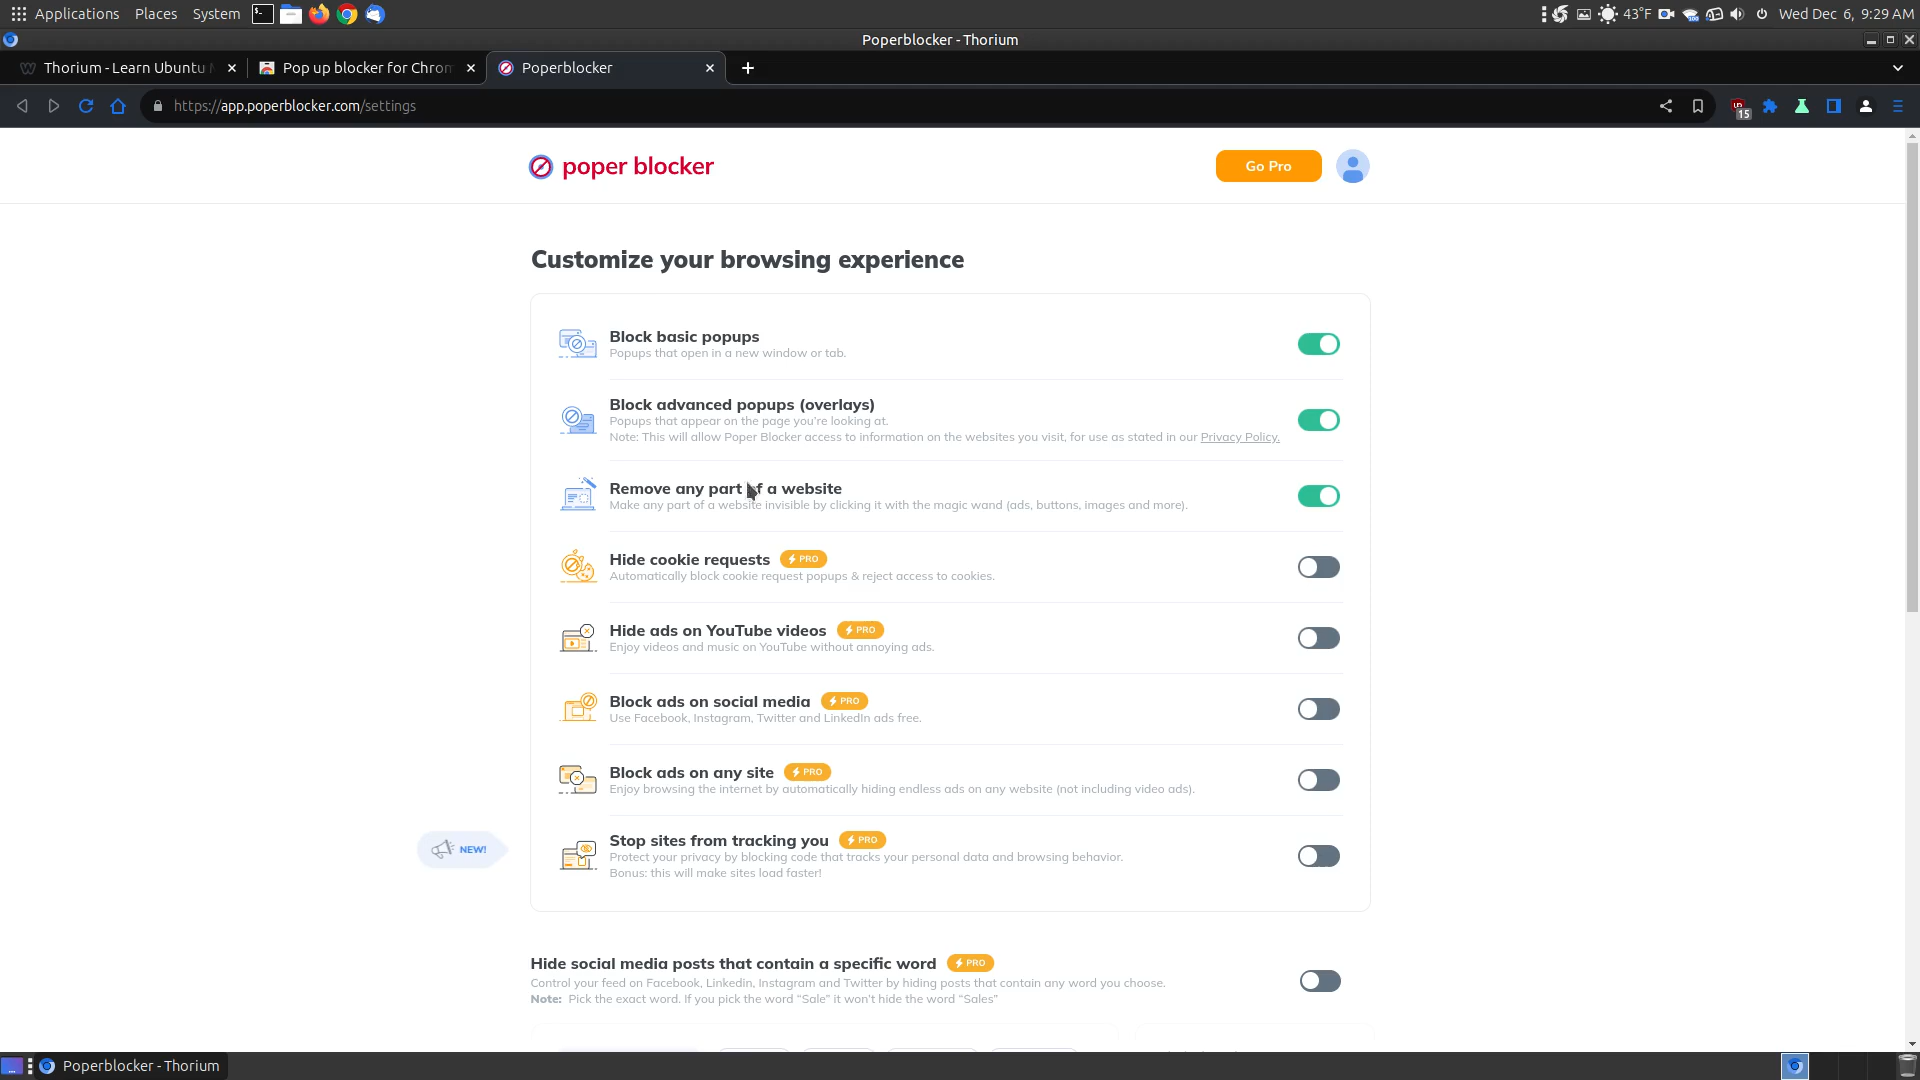 Applications Places System 43°F Wed Dec 6, 9:29 AM
Poperblocker - Thorium
Thorium - Learn Ubuntu Pop up blocker for Chrom Poperblocker
https://app.poperblocker.com/settings 15
poper blocker Go Pro
Customize your browsing experience
Block basic popups
Popups that open in a new window or tab.
Block advanced popups (overlays)
Popups that appear on the page you're looking at.
Note: This will allow Poper Blocker access to information on the websites you visit, for use as stated in our Privacy Policy.
Remove any part of a website
Make any part of a website invisible by clicking it with the magic wand (ads, buttons, images and more).
Hide cookie requests PRO
Automatically block cookie request popups & reject access to cookies.
Hide ads on YouTube videos PRO
Enjoy videos and music on YouTube without annoying ads.
Block ads on social media PRO
Use Facebook, Instagram, Twitter and LinkedIn ads free.
Block ads on any site PRO
Enjoy browsing the internet by automatically hiding endless ads on any website (not including video ads).
Stop sites from tracking you PRO
NEW!
Protect your privacy by blocking code that tracks your personal data and browsing behavior.
Bonus: this will make sites load faster!
Hide social media posts that contain a specific word PRO
Control your feed on Facebook, Linkedin, Instagram and Twitter by hiding posts that contain any word you choose.
Note: Pick the exact word. If you pick the word "Sale" it won't hide the word "Sales"
Poperblocker - Thorium